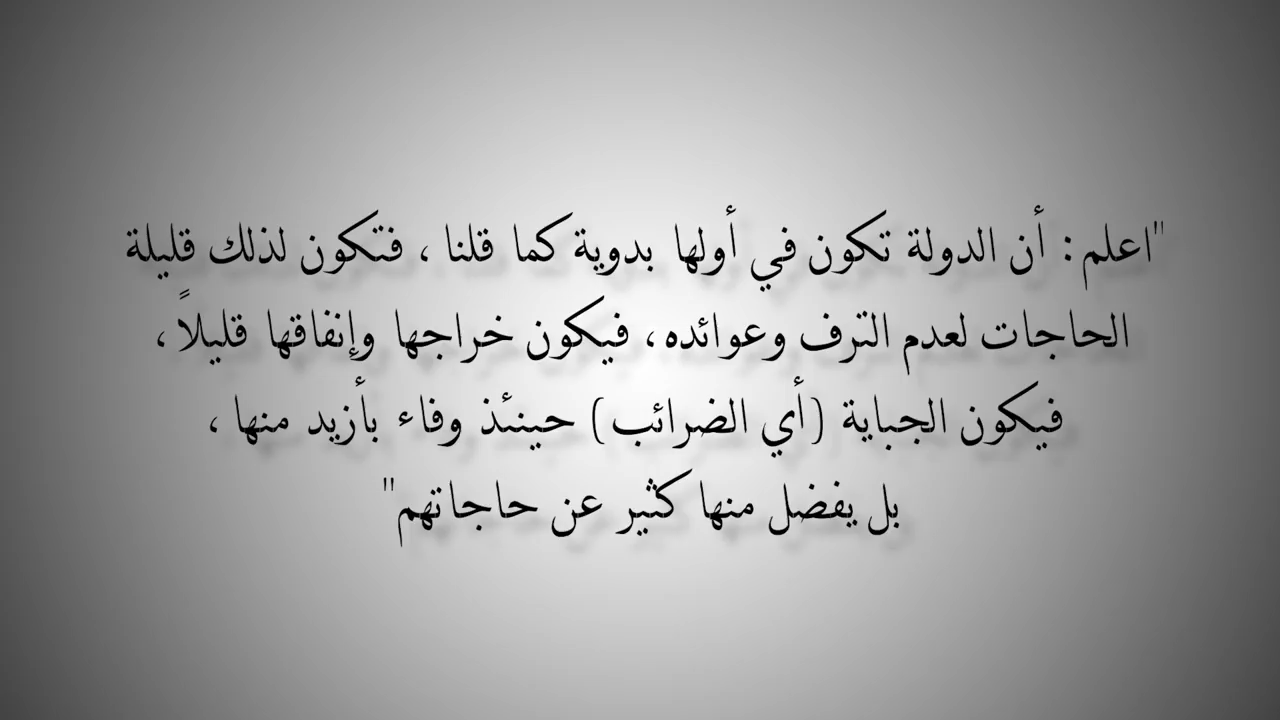 "اعلم: أن الدولة تكون في أولها بدوية كما قلنا ، فتكون لذلك قليلة
الحاجات لعدم الترف وعوائده، فيكون خراجها وإنفاقها قليلاً،
فيكون الجباية (أي الضرائب) حينئذ وفاء بأزيد منها ،
بل يفضل منها كثير عن حاجاتهم"